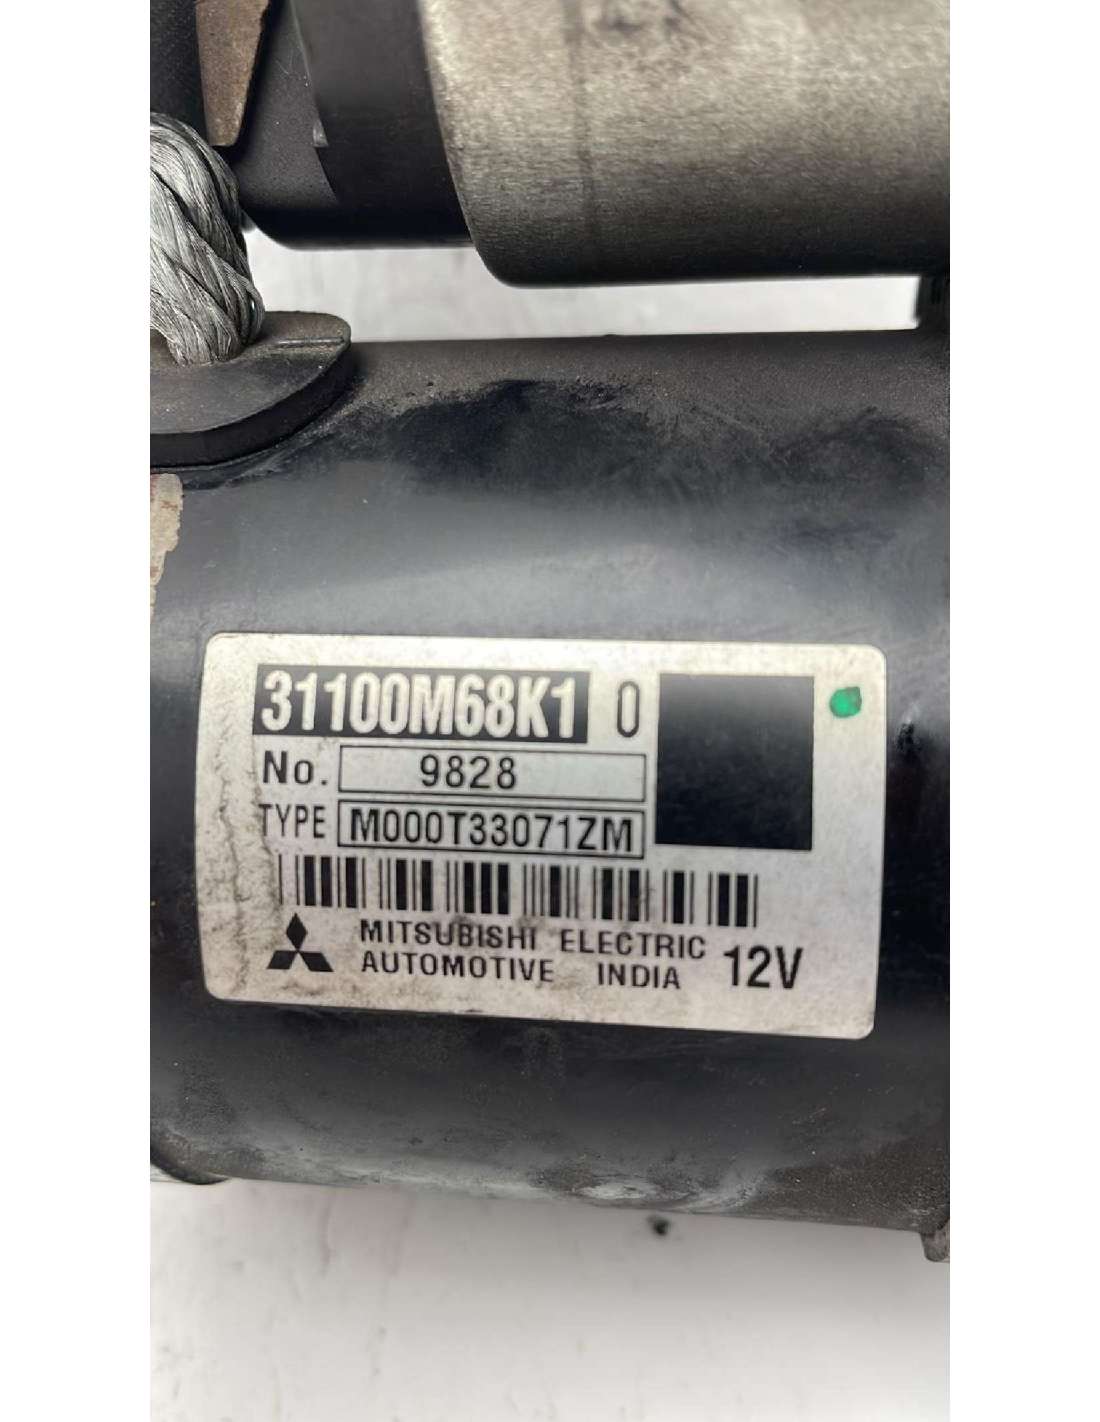 31100M68K1 0
No. 9828
TYPE M000T33071ZM
MITSUBISHI ELECTRIC
AUTOMOTIVE INDIA 12V